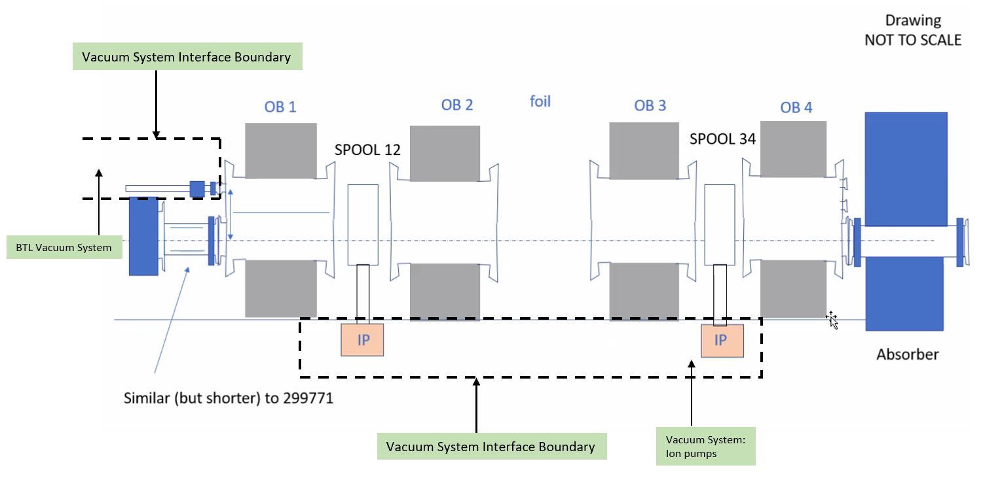 Drawing
NOT TO SCALE
Vacuum System Interface Boundary
OB 1
OB 2
foil
OB 3
OB 4
SPOOL 12
SPOOL 34
BTL Vacuum System
IP
IP
Absorber
Similar (but shorter) to 299771
Vacuum System Interface Boundary
Vacuum System:
Ion pumps